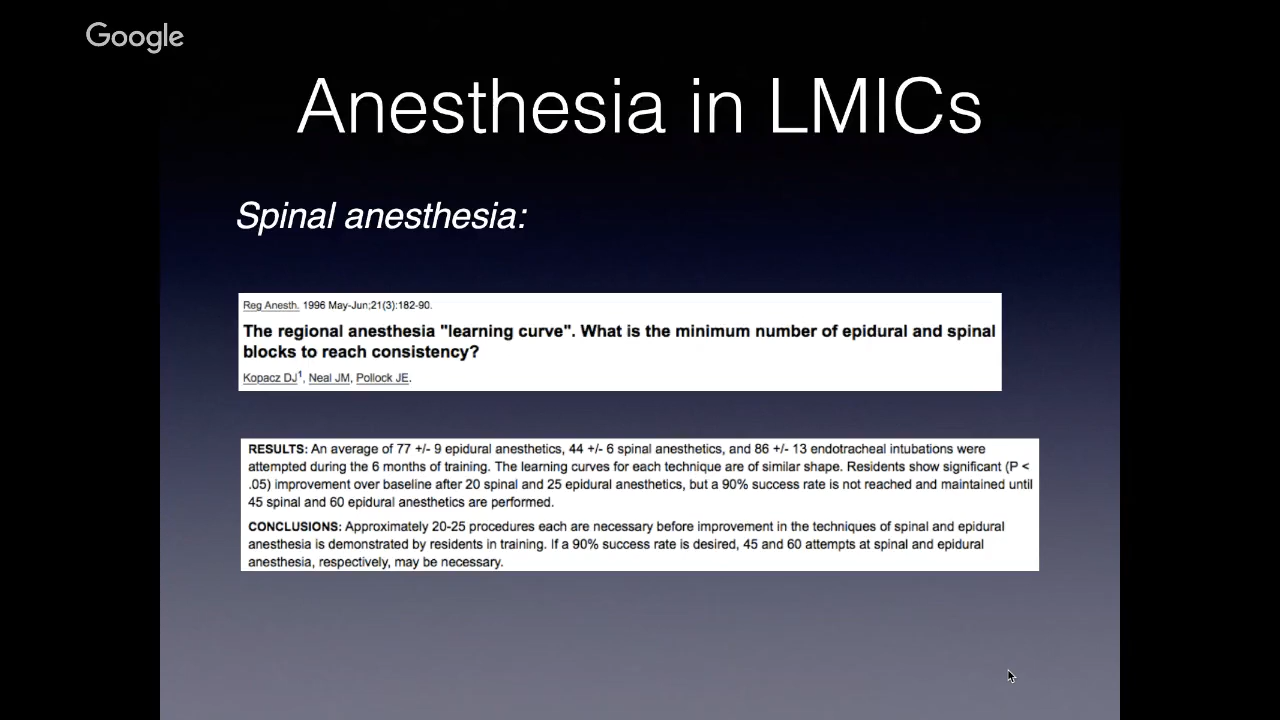 Google
Anesthesia in LMICs
Spinal anesthesia:
Reg Anesth. 1996 May-Jun;21(3):182-90.
The regional anesthesia "learning curve". What is the minimum number of epidural and spinal
blocks to reach consistency?
Kopacz DJ1, Neal JM, Pollock JE.
RESULTS: An average of 77 +/- 9 epidural anesthetics, 44 +/- 6 spinal anesthetics, and 86 +/- 13 endotracheal intubations were
attempted during the 6 months of training. The learning curves for each technique are of similar shape. Residents show significant (P <
.05) improvement over baseline after 20 spinal and 25 epidural anesthetics, but a 90% success rate is not reached and maintained until
45 spinal and 60 epidural anesthetics are performed.
CONCLUSIONS: Approximately 20-25 procedures each are necessary before improvement in the techniques of spinal and epidural
anesthesia is demonstrated by residents in training. If a 90% success rate is desired, 45 and 60 attempts at spinal and epidural
anesthesia, respectively, may be necessary.